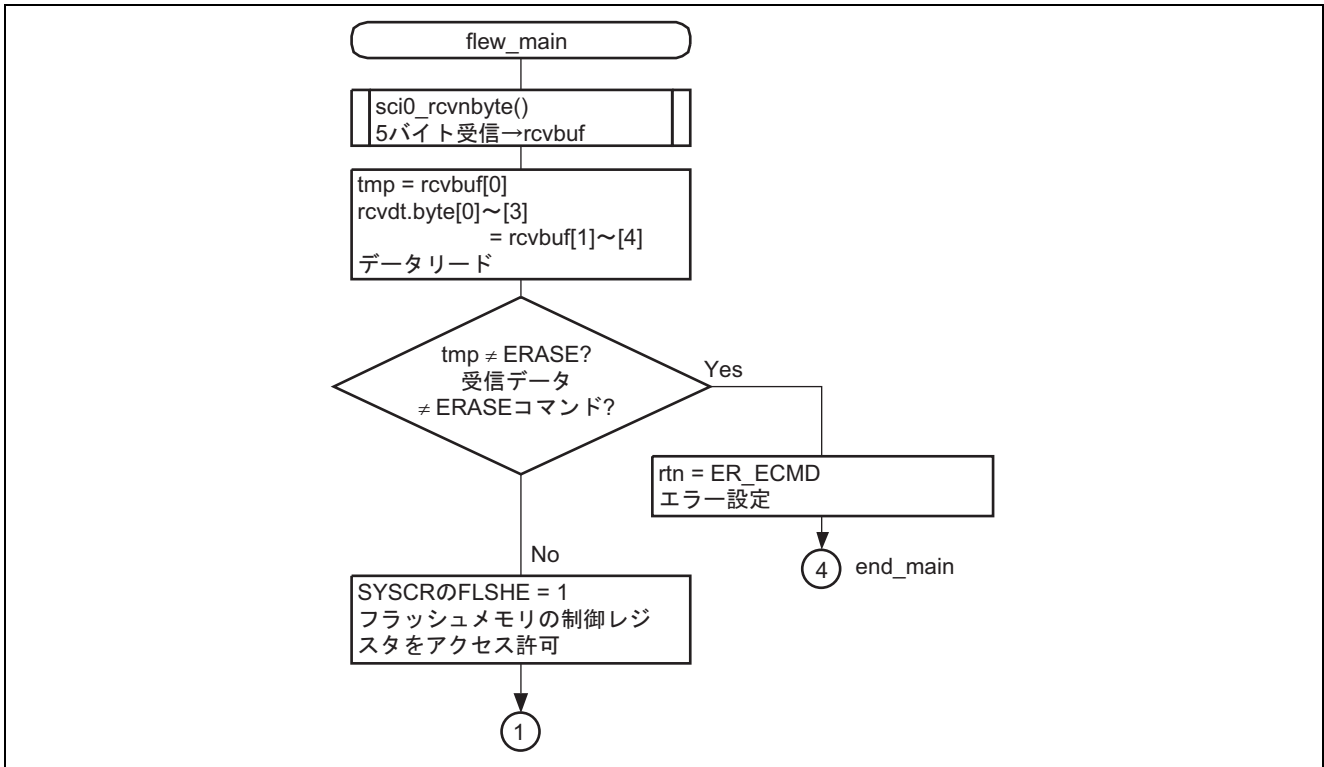 flew_main
sci0_rcvnbyte()
5バイト受信→rcvbuf
tmp = rcvbuf[0]
rcvdt.byte[0]～[3]
= rcvbuf[1]～[4]
データリード
tmp ≠ ERASE?
受信データ
≠ ERASEコマンド?
Yes
rtn = ER_ECMD
エラー設定
4 end_main
No
SYSCRのFLSHE = 1
フラッシュメモリの制御レジ
スタをアクセス許可
1